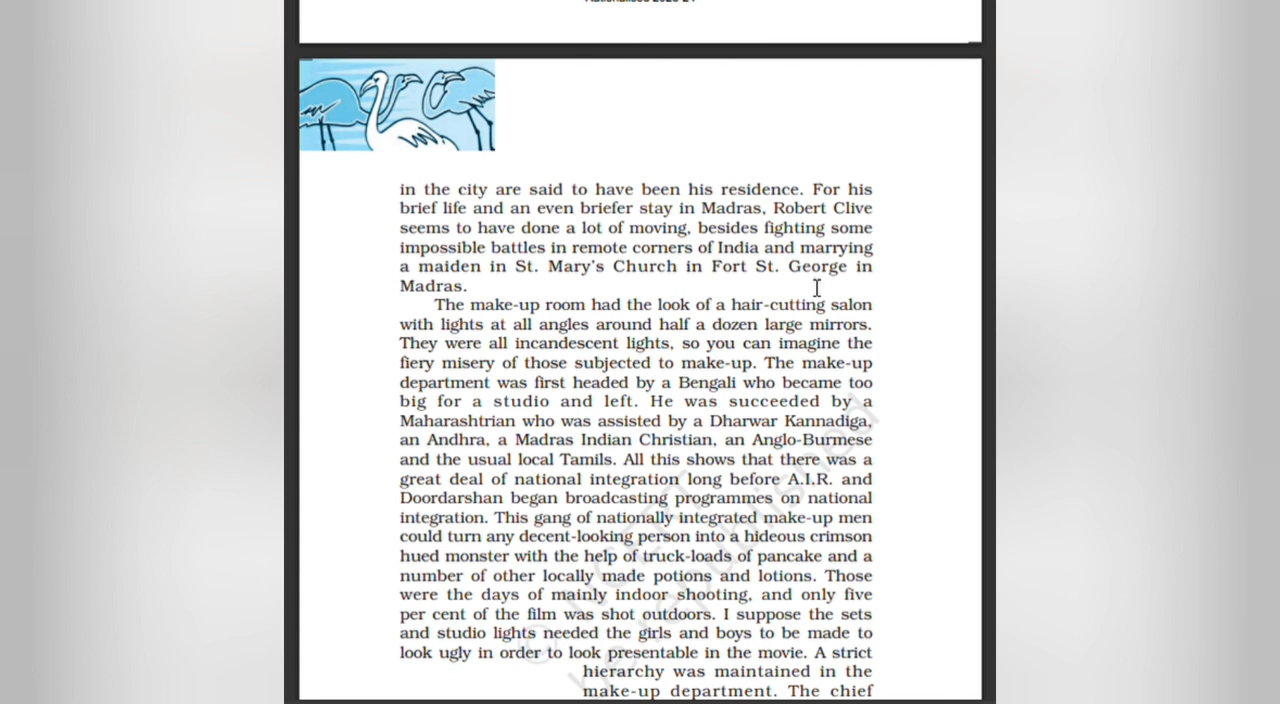 in the city are said to have been his residence. For his
brief life and an even briefer stay in Madras, Robert Clive
seems to have done a lot of moving, besides fighting some
impossible battles in remote corners of India and marrying
a maiden in St. Mary's Church in Fort St. George in
Madras.
The make-up room had the look of a hair-cutting salon
with lights at all angles around half a dozen large mirrors.
They were all incandescent lights, so you can imagine the
fiery misery of those subjected to make-up. The make-up
department was first headed by a Bengali who became too
big for a studio and left. He was succeeded by a
Maharashtrian who was assisted by a Dharwar Kannadiga,
an Andhra, a Madras Indian Christian, an Anglo-Burmese
and the usual local Tamils. All this shows that there was a
great deal of national integration long before A.I.R. and
Doordarshan began broadcasting programmes on national
integration. This gang of nationally integrated make-up men
could turn any decent-looking person into a hideous crimson
hued monster with the help of truck-loads of pancake and a
number of other locally made potions and lotions. Those
were the days of mainly indoor shooting, and only five
per cent of the film was shot outdoors. I suppose the sets
and studio lights needed the girls and boys to be made to
look ugly in order to look presentable in the movie. A strict
hierarchy was maintained in the
make-up department. The chief
© NCERT
be republished